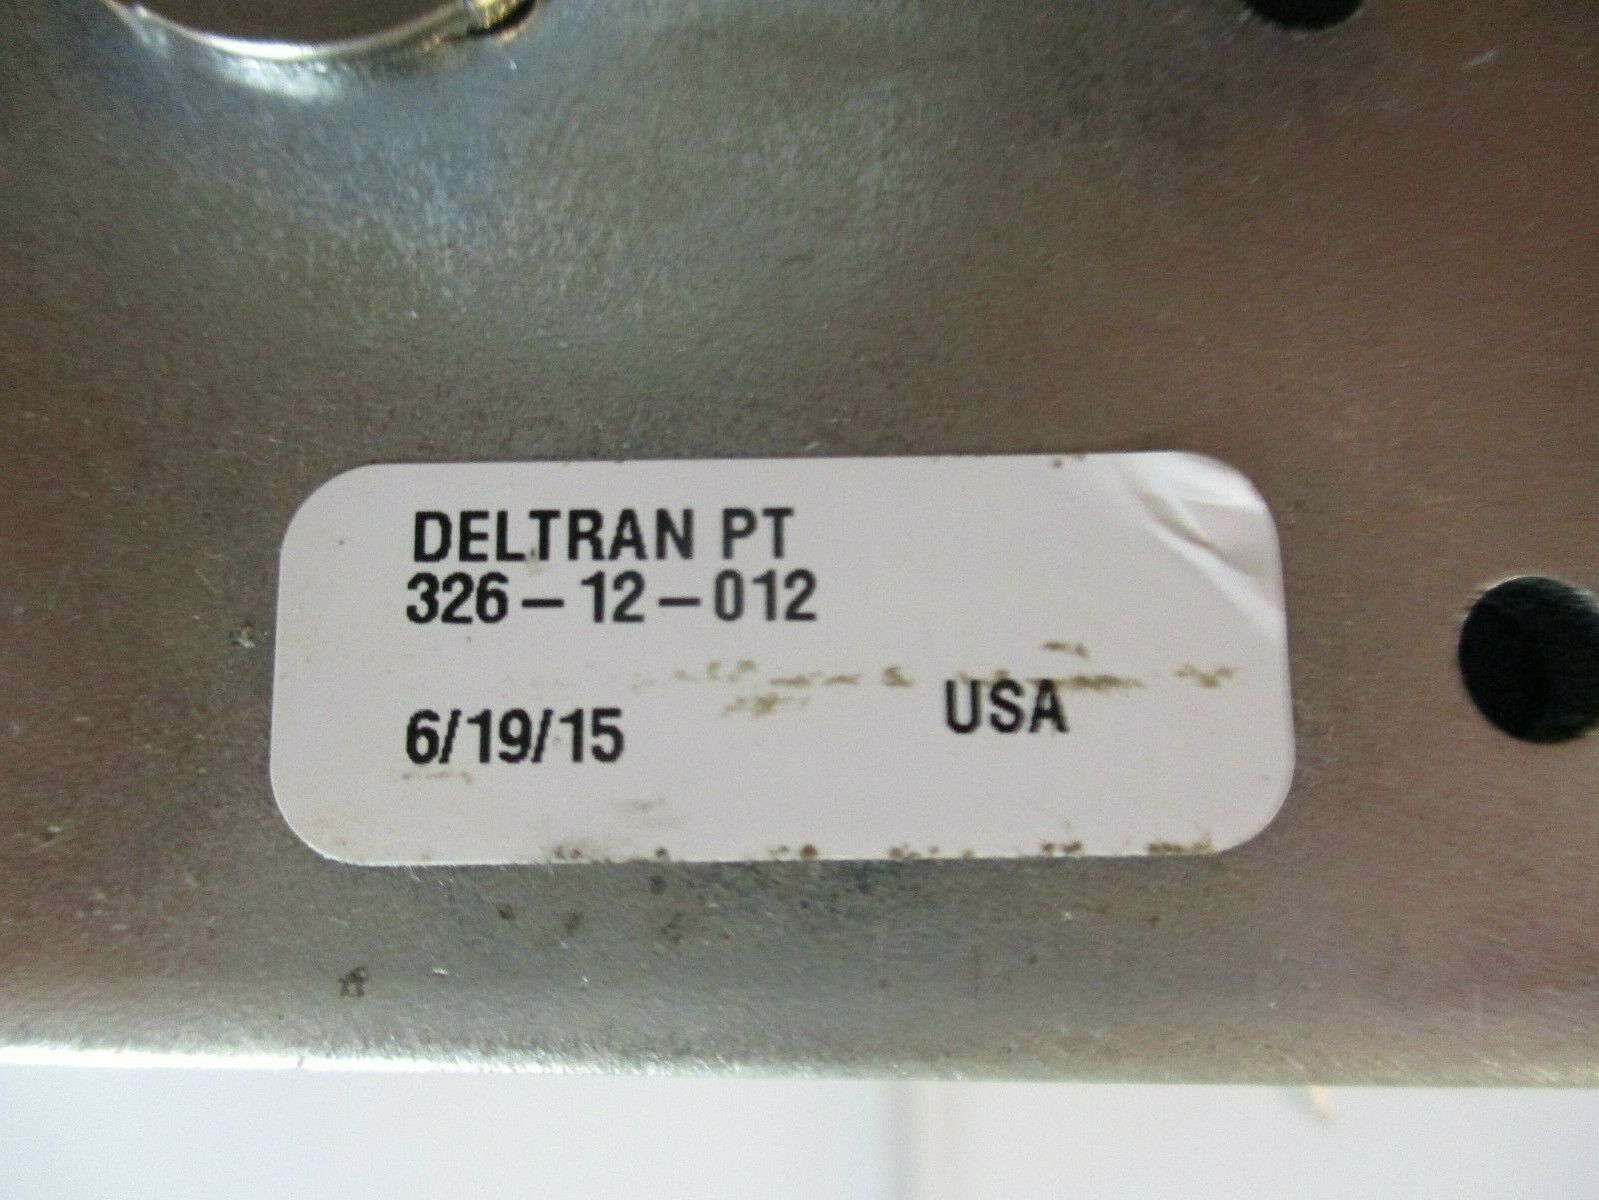 DELTRAN PT
326-12-012
6/19/15 USA